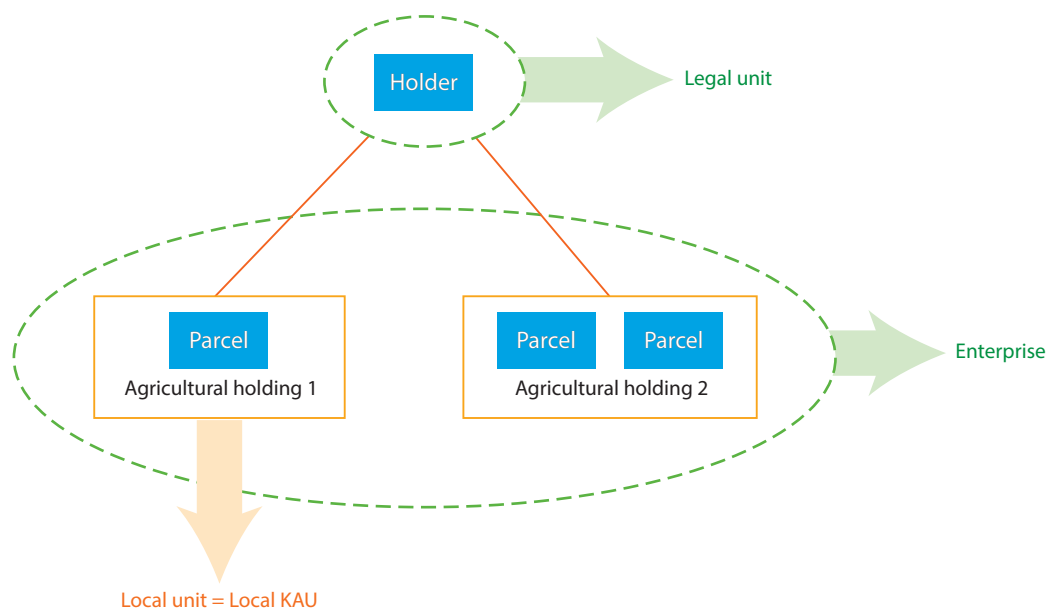 Holder
Legal unit
Parcel
Parcel
Parcel
Enterprise
Agricultural holding 1
Agricultural holding 2
Local unit = Local KAU